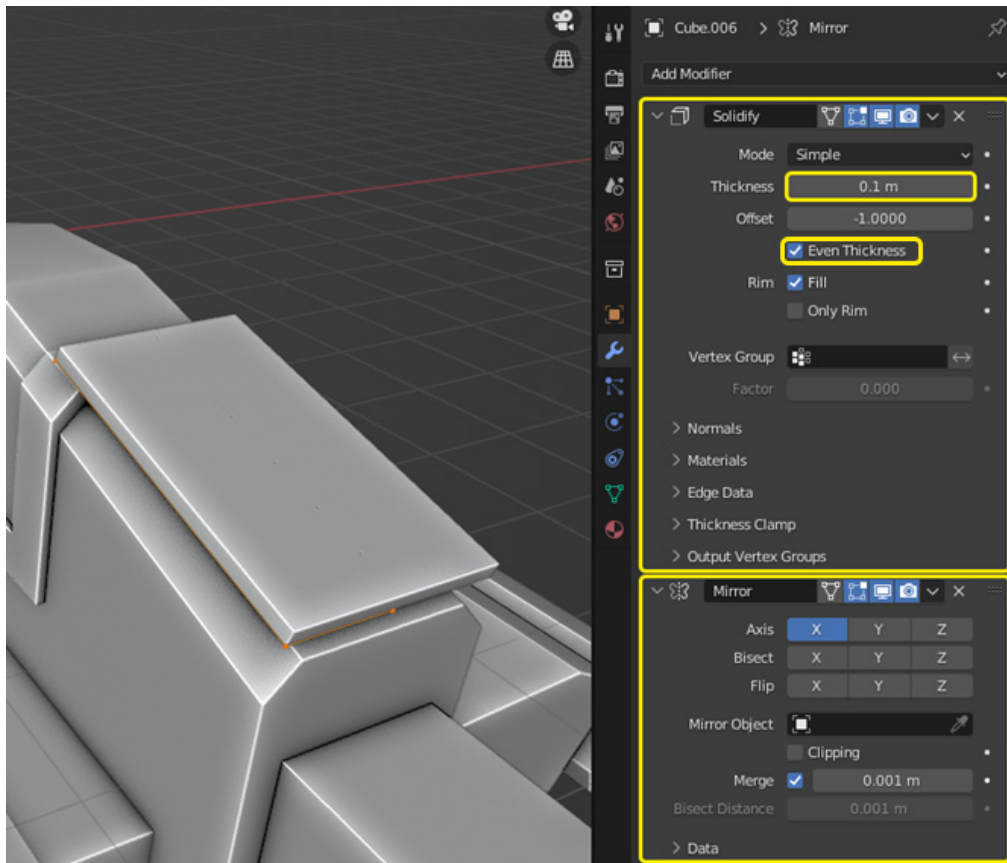 Cube.006 > Mirror
Add Modifier
Solidify
Mode Simple
Thickness 0.1 m
Offset -1.0000
Even Thickness
Rim Fill
Only Rim
Vertex Group
Factor 0.000
> Normals
> Materials
> Edge Data
> Thickness Clamp
> Output Vertex Groups
Mirror
Axis X Y Z
Bisect X Y Z
Flip X Y Z
Mirror Object
Clipping
Merge 0.001 m
Bisect Distance 0.001 m
> Data